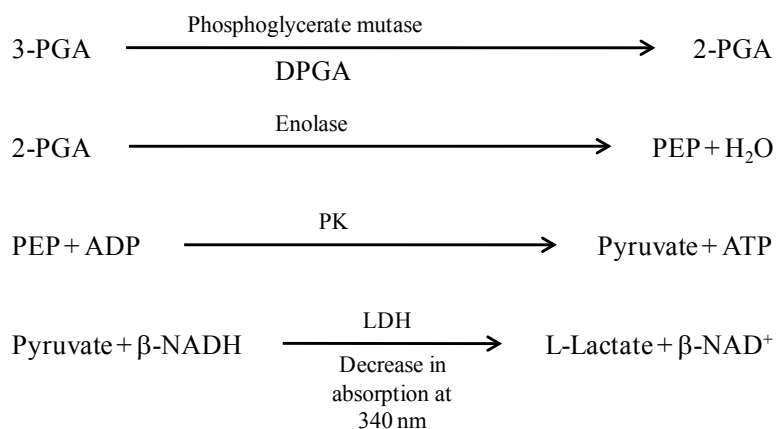 Phosphoglycerate mutase
3-PGA 2-PGA
DPGA
Enolase
2-PGA PEP + H₂O
PK
PEP + ADP Pyruvate + ATP
LDH
Pyruvate + β-NADH L-Lactate + β-NAD⁺
Decrease in
absorption at
340 nm